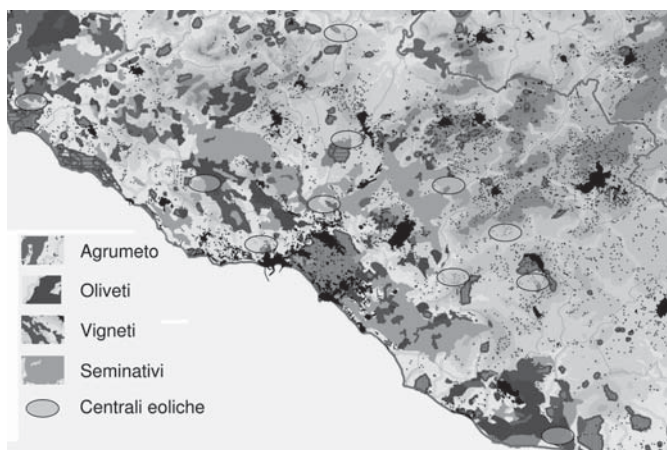 Agrumeto
Oliveti
Vigneti
Seminativi
Centrali eoliche